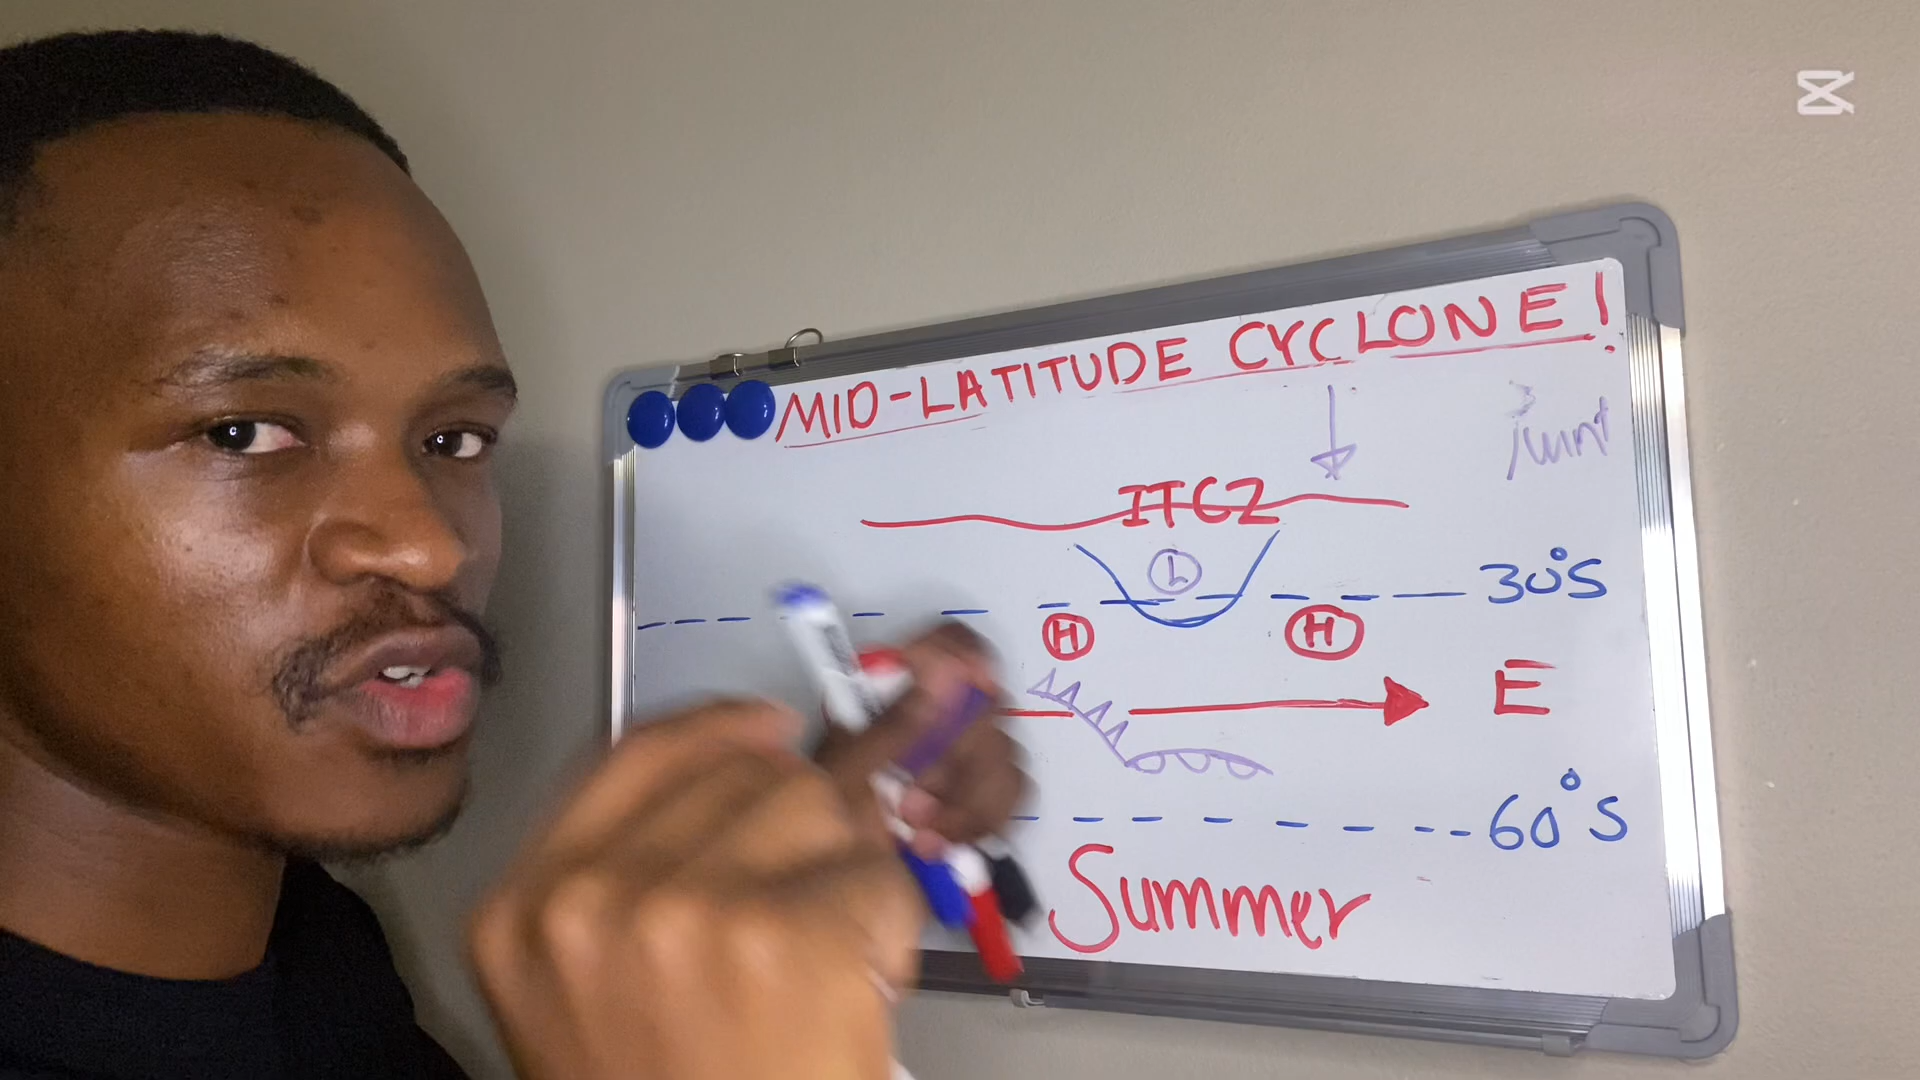 MID-LATITUDE CYCLONE!
ITCZ
L
30°S
H H
E
60°S
Summer